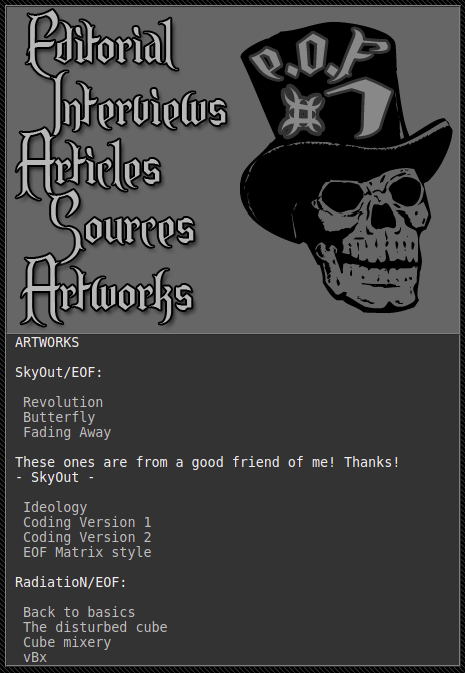 Editorial
Interviews
Articles
Sources
Artworks
e.O.F
#7
ARTWORKS
SkyOut/EOF:
Revolution
Butterfly
Fading Away
These ones are from a good friend of me! Thanks!
- SkyOut -
Ideology
Coding Version 1
Coding Version 2
EOF Matrix style
RadiatioN/EOF:
Back to basics
The disturbed cube
Cube mixery
vBx